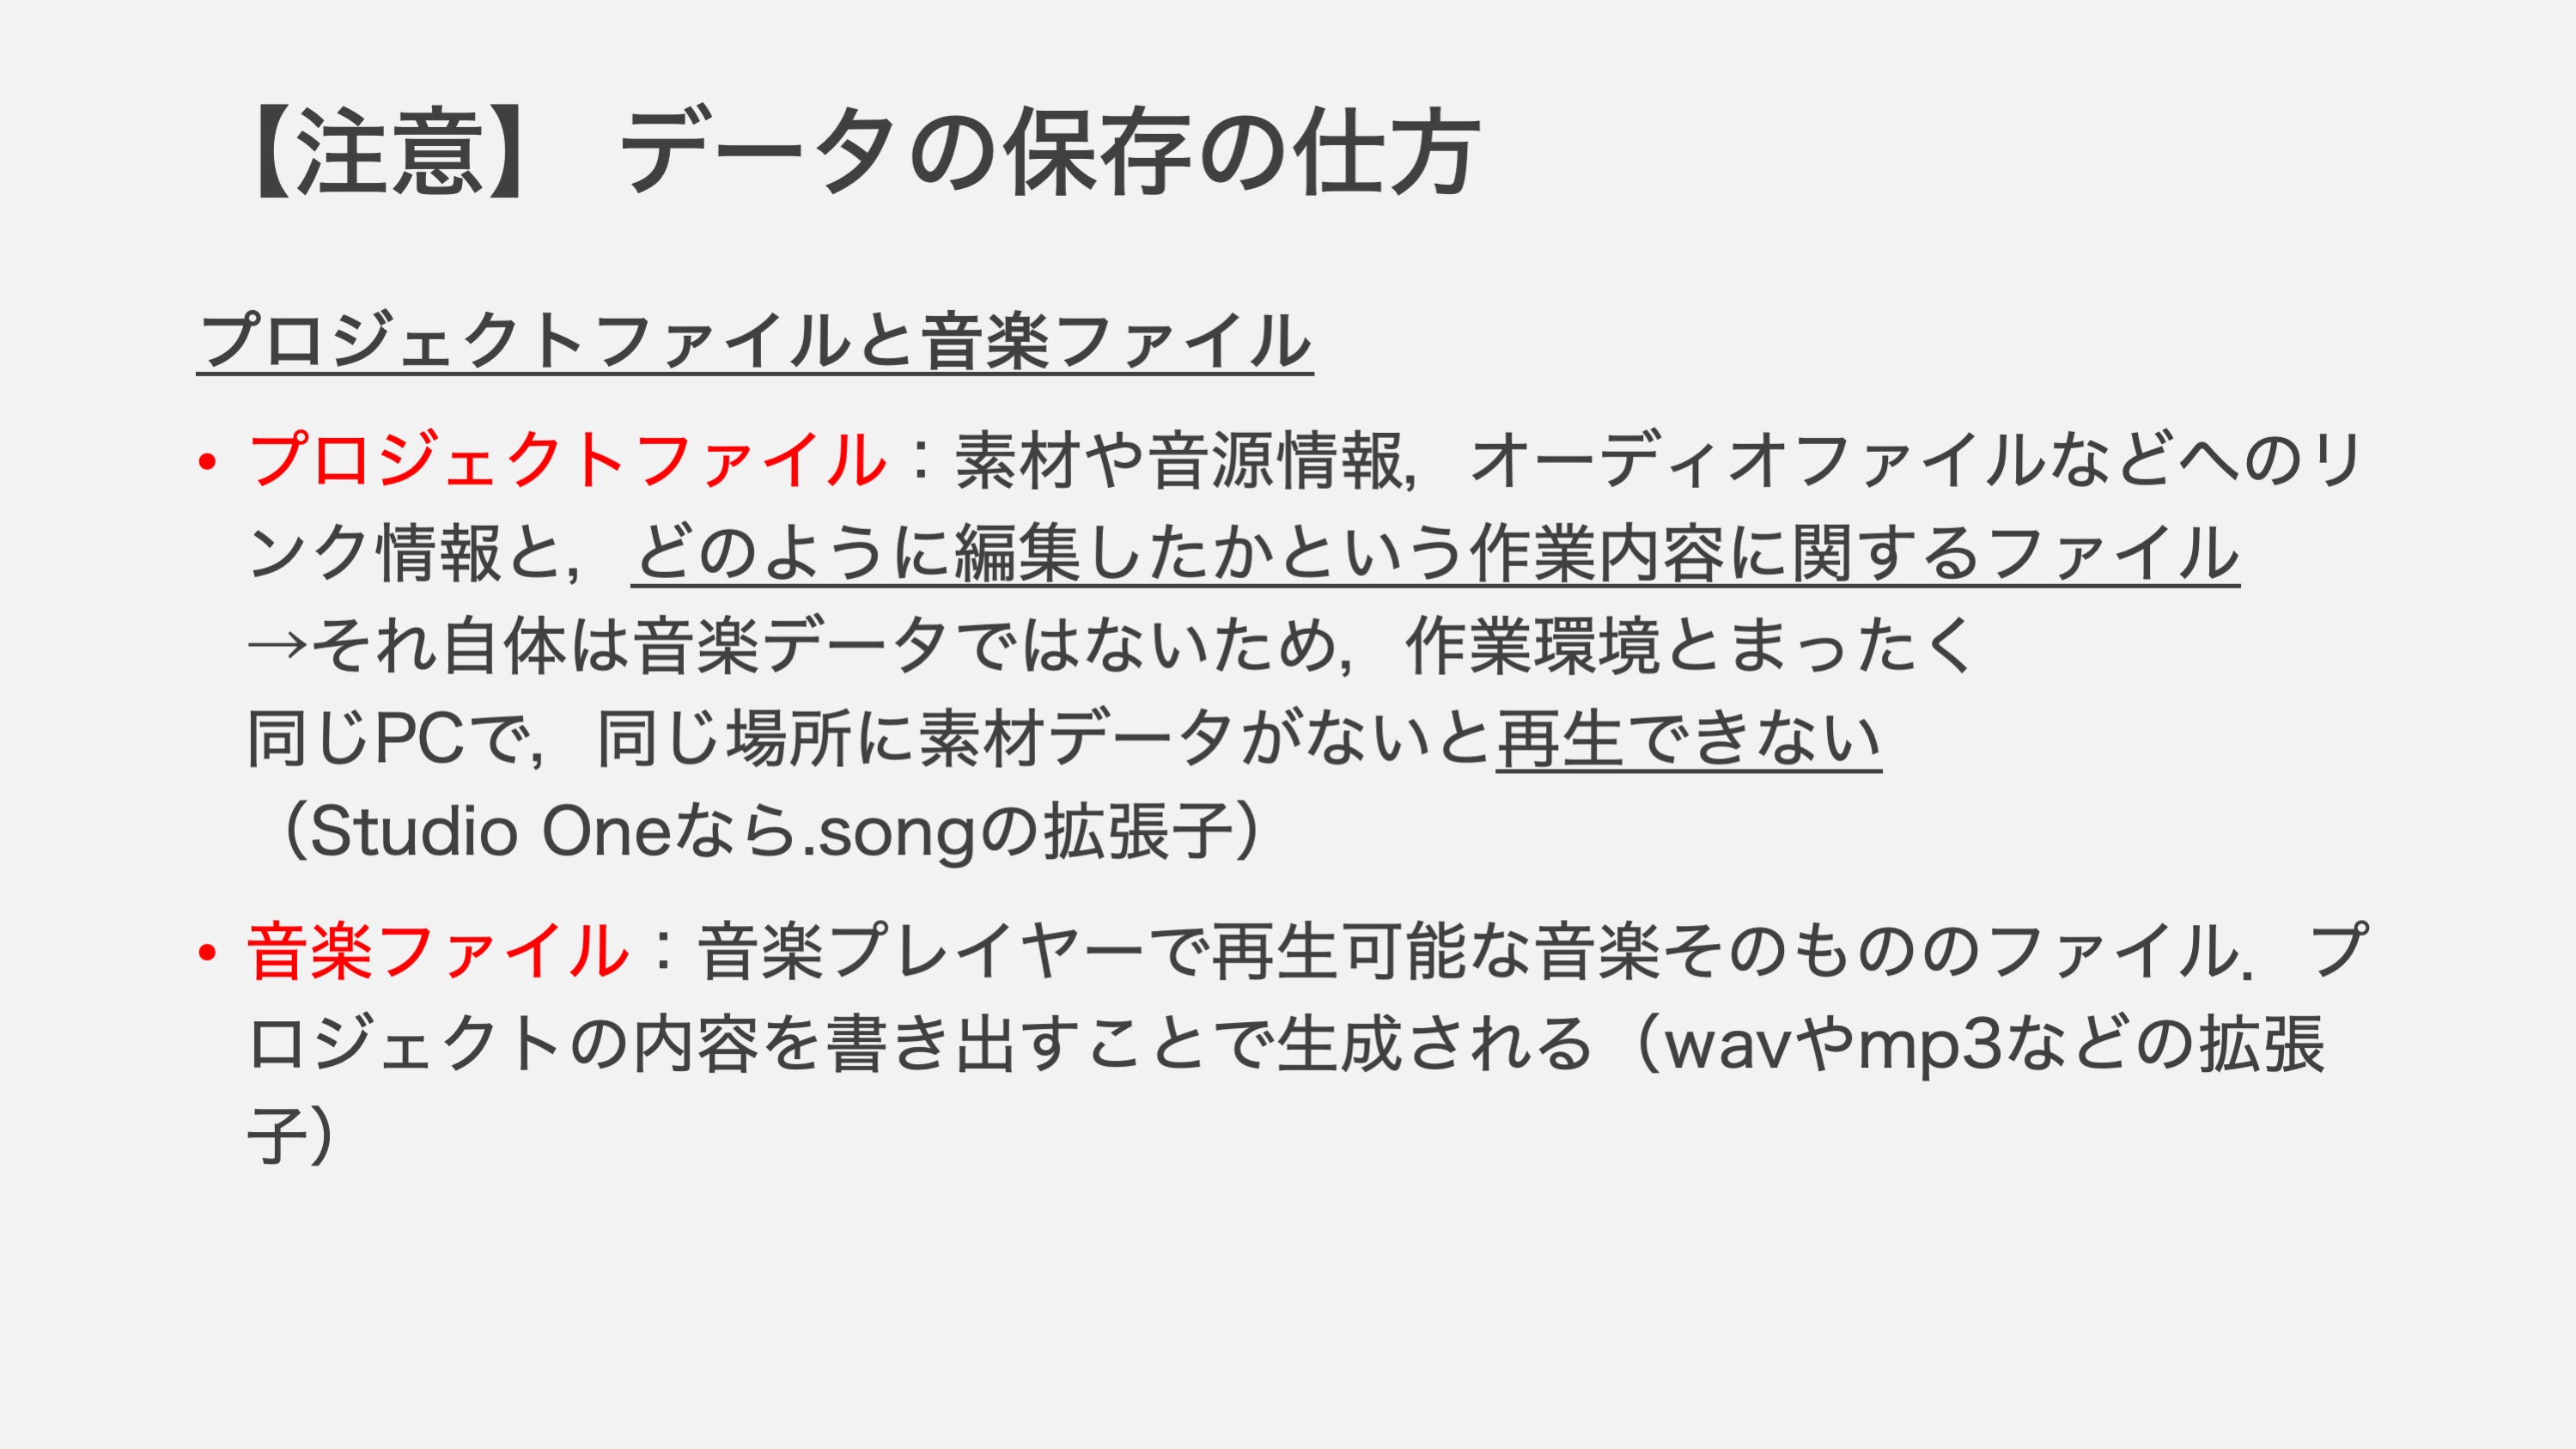 【注意】 データの保存の仕方
プロジェクトファイルと音楽ファイル
• プロジェクトファイル：素材や音源情報，オーディオファイルなどへのリ
ンク情報と，どのように編集したかという作業内容に関するファイル
→それ自体は音楽データではないため，作業環境とまったく
同じPCで，同じ場所に素材データがないと再生できない
（Studio Oneなら.songの拡張子）
• 音楽ファイル：音楽プレイヤーで再生可能な音楽そのもののファイル．プ
ロジェクトの内容を書き出すことで生成される（wavやmp3などの拡張
子）